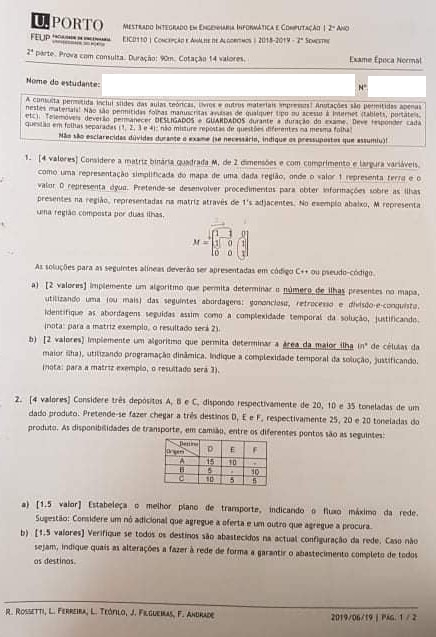 U.PORTO
FEUP FACULDADE DE ENGENHARIA
UNIVERSIDADE DO PORTO
MESTRADO INTEGRADO EM ENGENHARIA INFORMÁTICA E COMPUTAÇÃO | 2º ANO
EIC0110 | CONCEPÇÃO E ANÁLISE DE ALGORITMOS | 2018-2019 - 2º SEMESTRE
2ª parte. Prova com consulta. Duração: 90m. Cotação 14 valores.
Exame Época Normal
Nome do estudante:
Nº:
A consulta permitida inclui slides das aulas teóricas, livros e outros materiais impressos! Anotações são permitidas apenas
nestes materiais! Não são permitidas folhas manuscritas avulsas de qualquer tipo ou acesso à Internet (tablets, portáteis,
etc). Telemóveis deverão permanecer DESLIGADOS e GUARDADOS durante a duração do exame. Deve responder cada
questão em folhas separadas (1, 2, 3 e 4); não misture repostas de questões diferentes na mesma folha!
Não são esclarecidas dúvidas durante o exame (se necessário, indique os pressupostos que assumiu)!
1. [4 valores] Considere a matriz binária quadrada M, de 2 dimensões e com comprimento e largura variáveis,
como uma representação simplificada do mapa de uma dada região, onde o valor 1 representa terra e o
valor 0 representa água. Pretende-se desenvolver procedimentos para obter informações sobre as ilhas
presentes na região, representadas na matriz através de 1's adjacentes. No exemplo abaixo, M representa
uma região composta por duas ilhas.
1 1 0
M = 1 0 1
0 0 1
As soluções para as seguintes alíneas deverão ser apresentadas em código C++ ou pseudo-código.
a) [2 valores] Implemente um algoritmo que permita determinar o número de ilhas presentes no mapa,
utilizando uma (ou mais) das seguintes abordagens: gananciosa, retrocesso e divisão-e-conquista.
Identifique as abordagens seguidas assim como a complexidade temporal da solução, justificando.
(nota: para a matriz exemplo, o resultado será 2).
b) [2 valores] Implemente um algoritmo que permita determinar a área da maior ilha (nº de células da
maior ilha), utilizando programação dinâmica. Indique a complexidade temporal da solução, justificando.
(nota: para a matriz exemplo, o resultado será 3).
2. [4 valores] Considere três depósitos A, B e C, dispondo respectivamente de 20, 10 e 35 toneladas de um
dado produto. Pretende-se fazer chegar a três destinos D, E e F, respectivamente 25, 20 e 20 toneladas do
produto. As disponibilidades de transporte, em camião, entre os diferentes pontos são as seguintes:
Destino
Origem D E F
A 15 10 -
B 5 - 10
C 10 5 5
a) [1.5 valor] Estabeleça o melhor plano de transporte, indicando o fluxo máximo da rede.
Sugestão: Considere um nó adicional que agregue a oferta e um outro que agregue a procura.
b) [1.5 valores] Verifique se todos os destinos são abastecidos na actual configuração da rede. Caso não
sejam, indique quais as alterações a fazer à rede de forma a garantir o abastecimento completo de todos
os destinos.
R. ROSSETTI, L. FERREIRA, L. TEÓFILO, J. FILGUEIRAS, F. ANDRADE
2019/06/19 | PÁG. 1 / 2